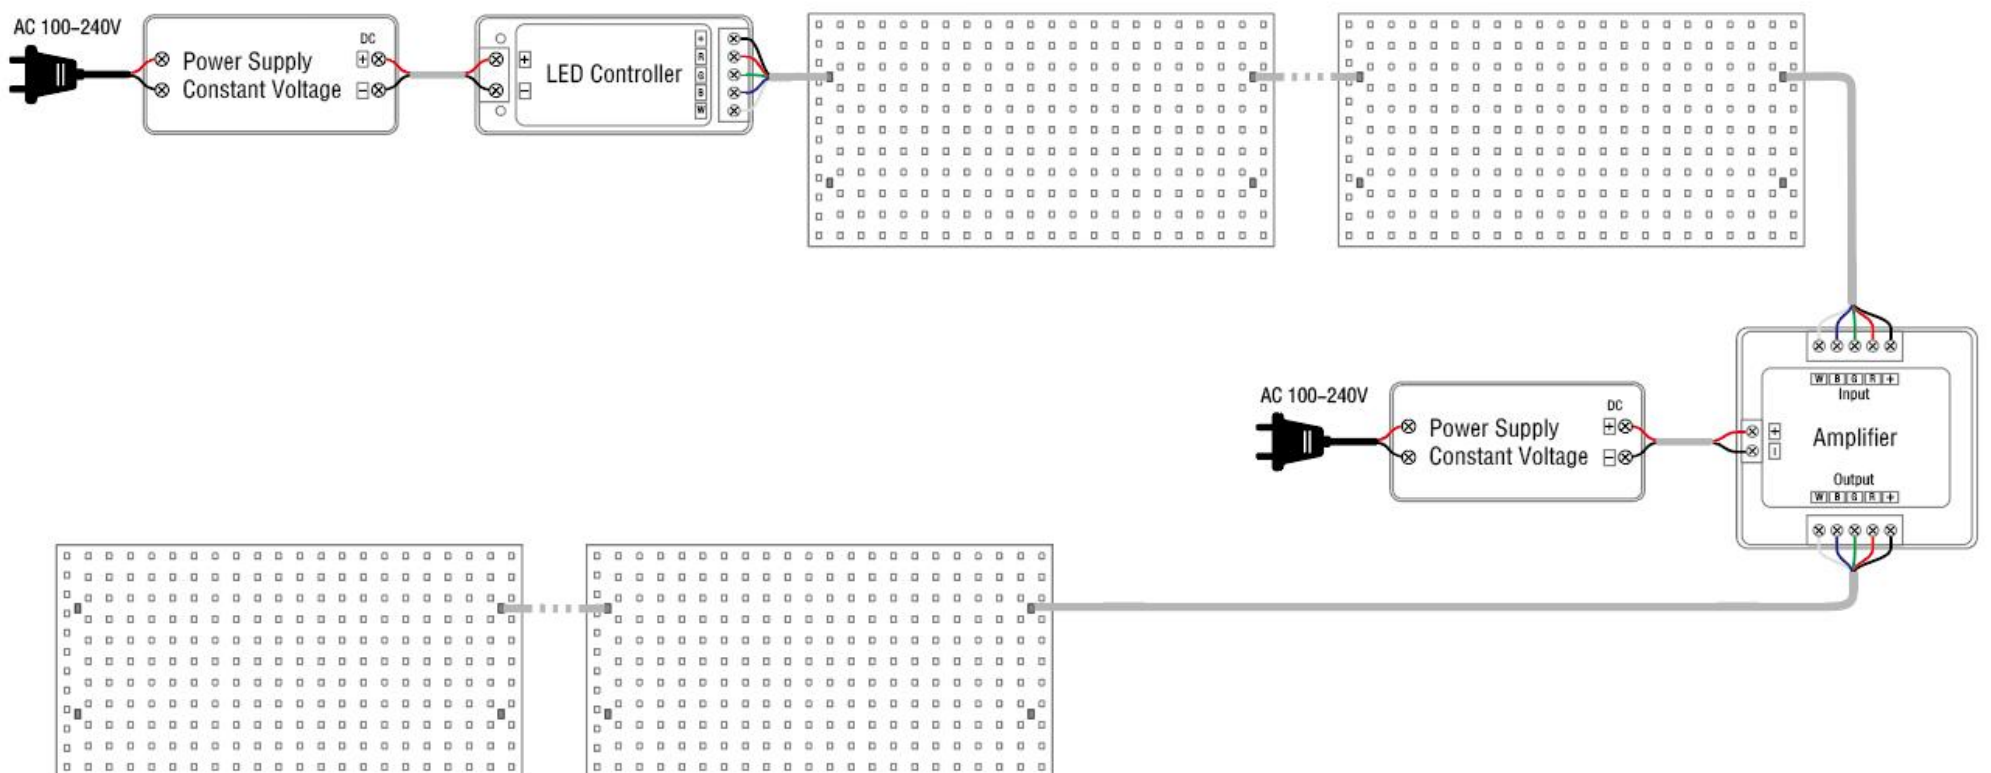 AC 100–240V
Power Supply
Constant Voltage
DC
+
−
+
−
LED Controller
+
R
G
B
W
W B G R +
Input
AC 100–240V
Power Supply
Constant Voltage
DC
+
−
+
−
Amplifier
Output
W B G R +